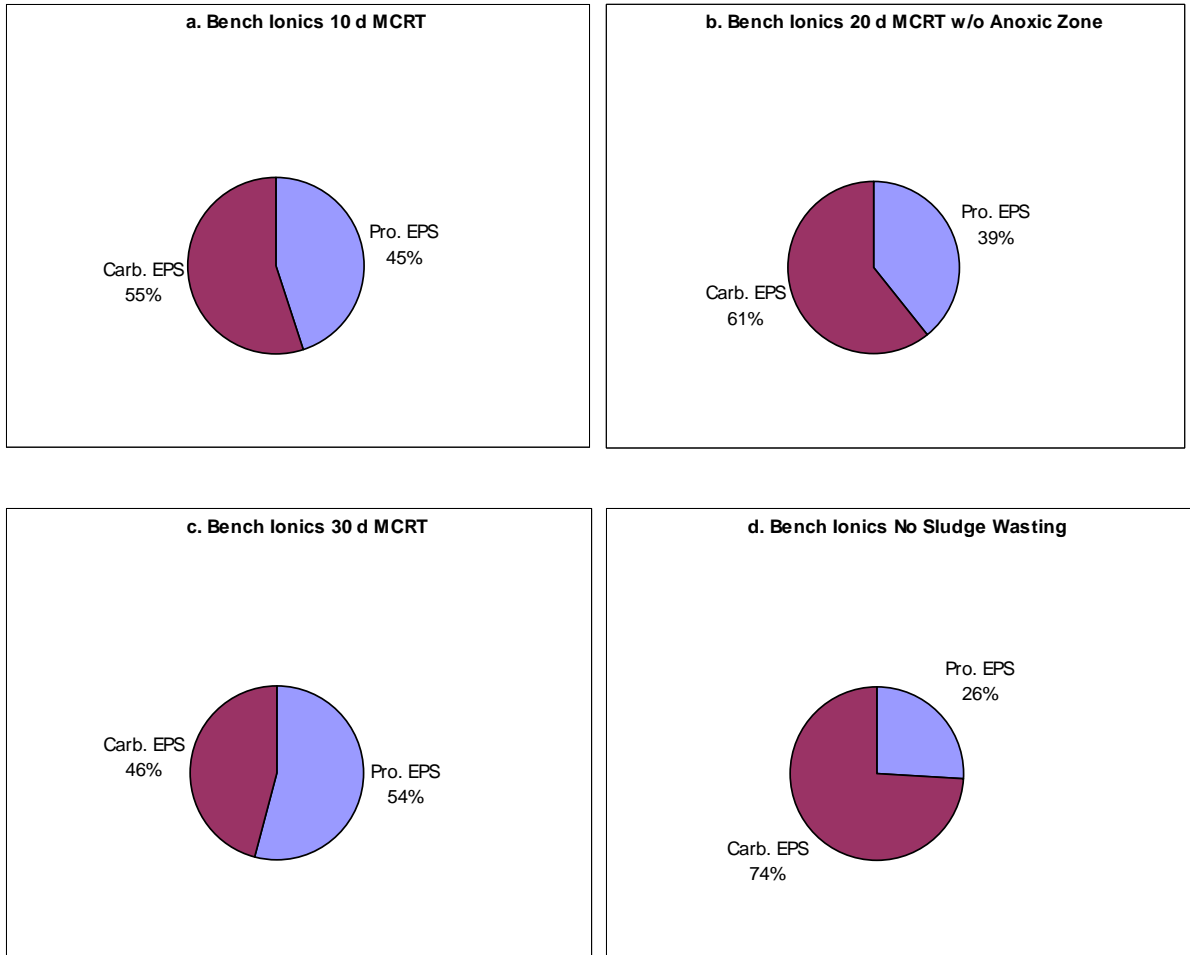 a. Bench Ionics 10 d MCRT
Pro. EPS
45%
Carb. EPS
55%
b. Bench Ionics 20 d MCRT w/o Anoxic Zone
Pro. EPS
39%
Carb. EPS
61%
c. Bench Ionics 30 d MCRT
Carb. EPS
46%
Pro. EPS
54%
d. Bench Ionics No Sludge Wasting
Pro. EPS
26%
Carb. EPS
74%